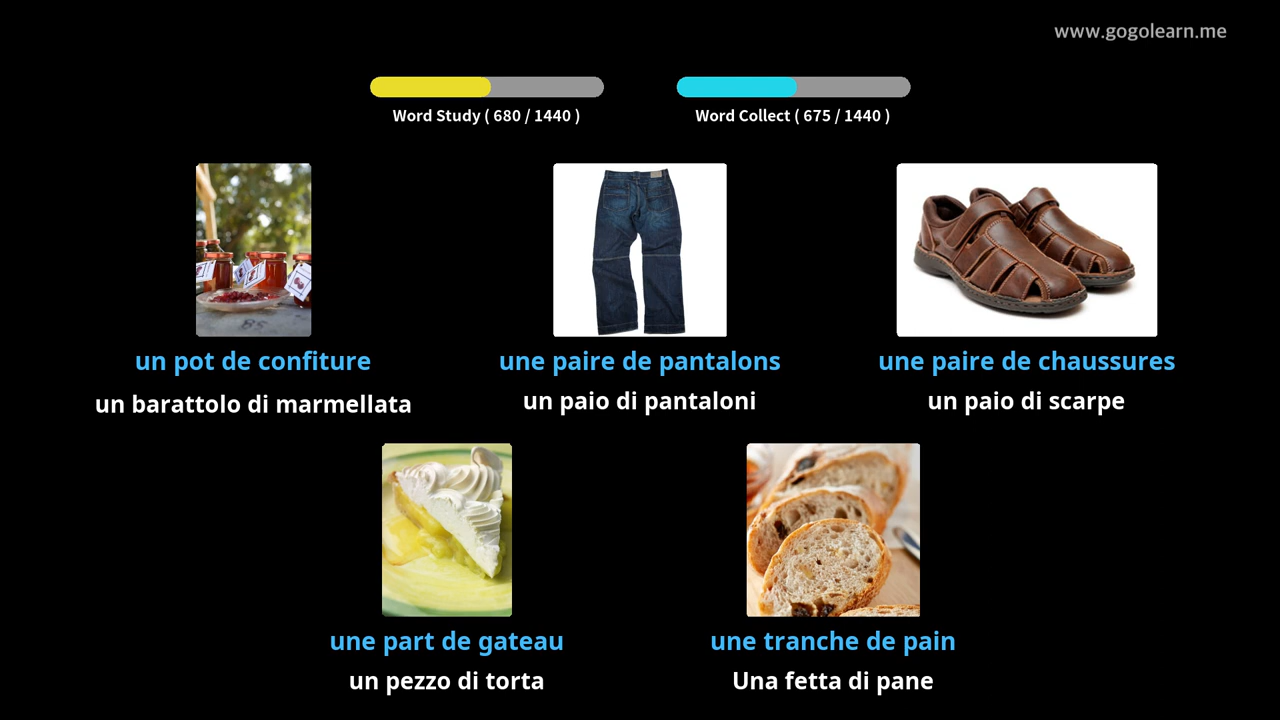 www.gogolearn.me
Word Study ( 680 / 1440 )
Word Collect ( 675 / 1440 )
un pot de confiture
une paire de pantalons
une paire de chaussures
un barattolo di marmellata
un paio di pantaloni
un paio di scarpe
une part de gateau
une tranche de pain
un pezzo di torta
Una fetta di pane